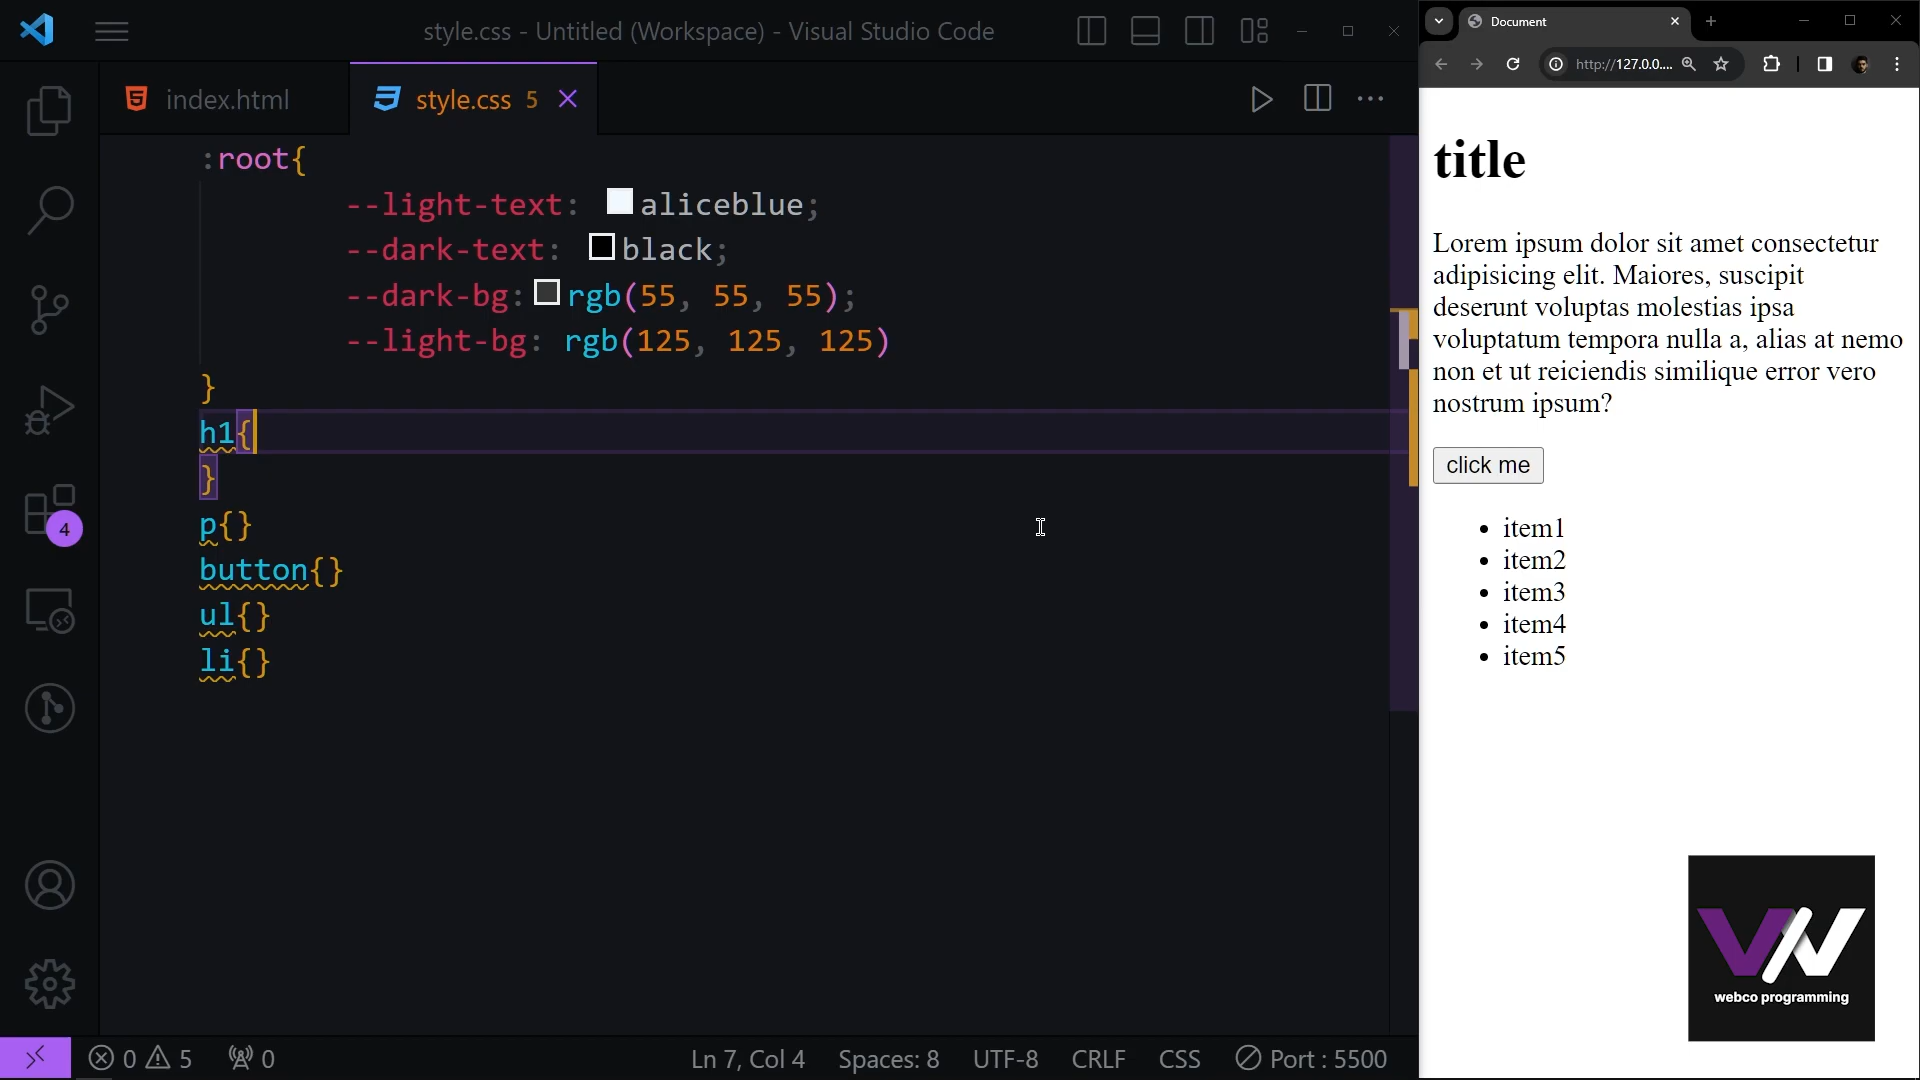 style.css - Untitled (Workspace) - Visual Studio Code
index.html
style.css 5
:root{
--light-text: aliceblue;
--dark-text: black;
--dark-bg: rgb(55, 55, 55);
--light-bg: rgb(125, 125, 125)
}
h1{
}
p{}
button{}
ul{}
li{}
4
0 5 0
Ln 7, Col 4 Spaces: 8 UTF-8 CRLF CSS Port : 5500
Document
http://127.0.0....
title
Lorem ipsum dolor sit amet consectetur
adipisicing elit. Maiores, suscipit
deserunt voluptas molestias ipsa
voluptatum tempora nulla a, alias at nemo
non et ut reiciendis similique error vero
nostrum ipsum?
click me
• item1
• item2
• item3
• item4
• item5
webco programming